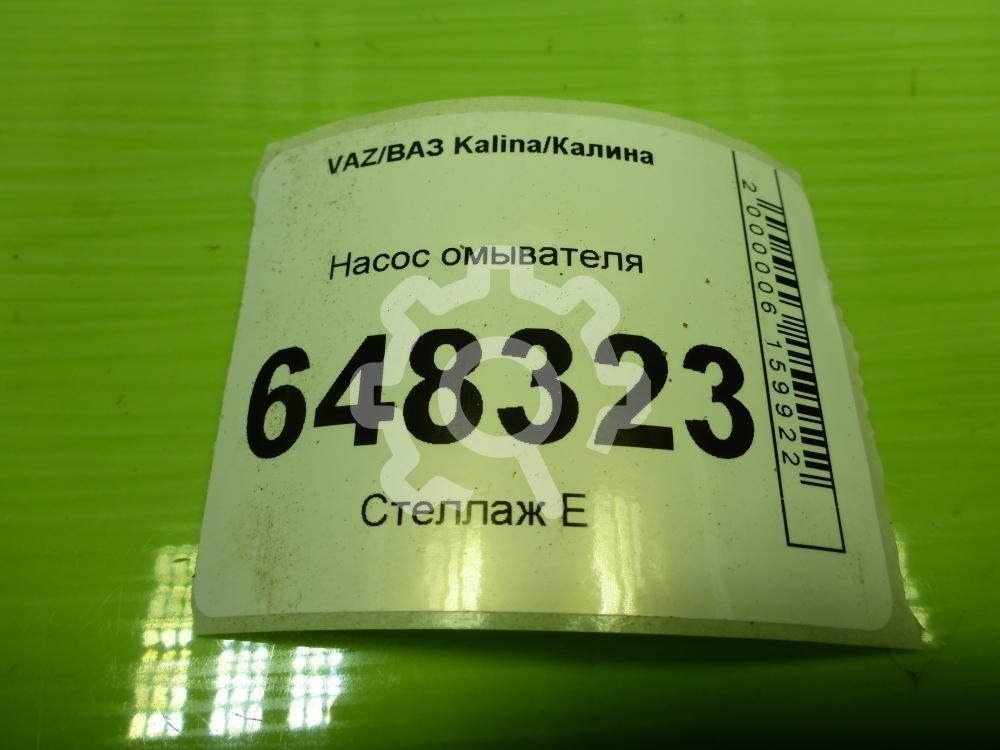 VAZ/ВАЗ Kalina/Калина
Насос омывателя
648323
Стеллаж Е
2000006159922